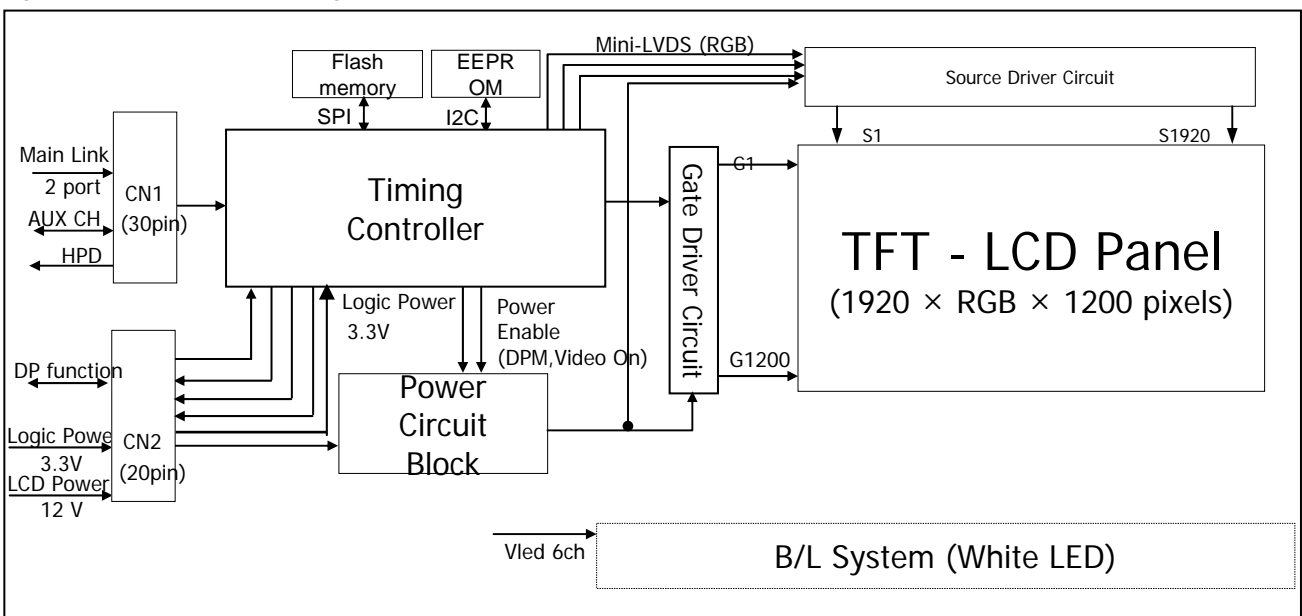 Mini-LVDS (RGB)
Flash
memory
EEPR
OM
Source Driver Circuit
SPI
I2C
S1
S1920
Main Link
2 port
CN1
(30pin)
AUX CH
HPD
Timing
Controller
Gate Driver Circuit
G1
TFT - LCD Panel
(1920 × RGB × 1200 pixels)
G1200
Logic Power
3.3V
Power
Enable
(DPM,Video On)
DP function
Power
Circuit
Block
Logic Powe
3.3V
CN2
(20pin)
LCD Power
12 V
Vled 6ch
B/L System (White LED)